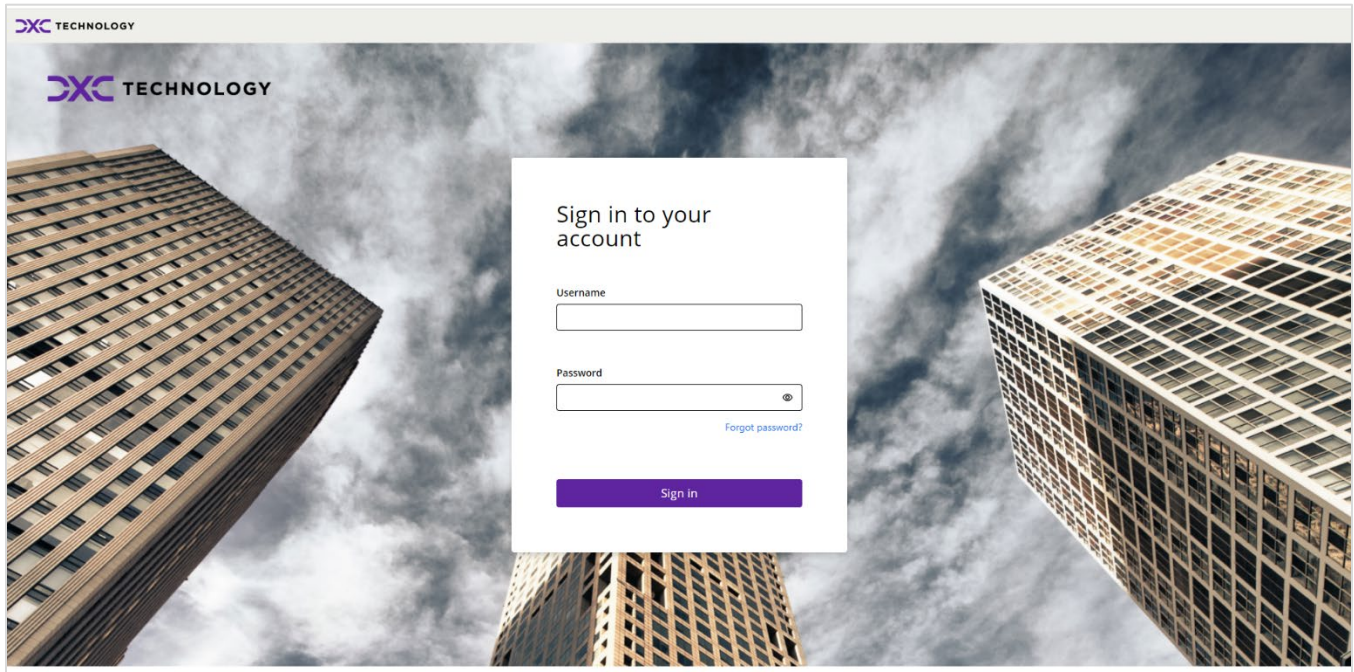 DXC TECHNOLOGY
DXC TECHNOLOGY
Sign in to your
account
Username
Password
Forgot password?
Sign in